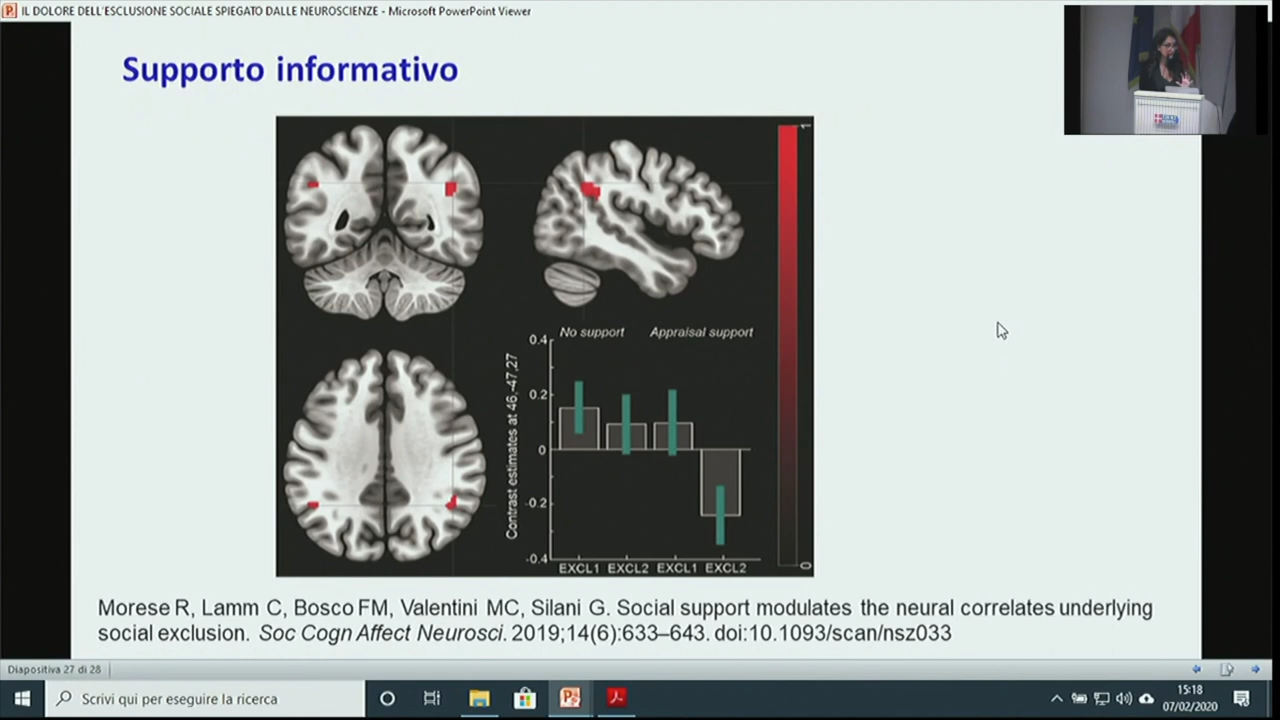 IL DOLORE DELL'ESCLUSIONE SOCIALE SPIEGATO DALLE NEUROSCIENZE - Microsoft PowerPoint Viewer
Supporto informativo
1
No support Appraisal support
0.4
0.2
0
-0.2
-0.4
Contrast estimates at 46,-47,27
EXCL1 EXCL2 EXCL1 EXCL2
0
Morese R, Lamm C, Bosco FM, Valentini MC, Silani G. Social support modulates the neural correlates underlying
social exclusion. Soc Cogn Affect Neurosci. 2019;14(6):633–643. doi:10.1093/scan/nsz033
Diapositiva 27 di 28
Scrivi qui per eseguire la ricerca
15:18
07/02/2020